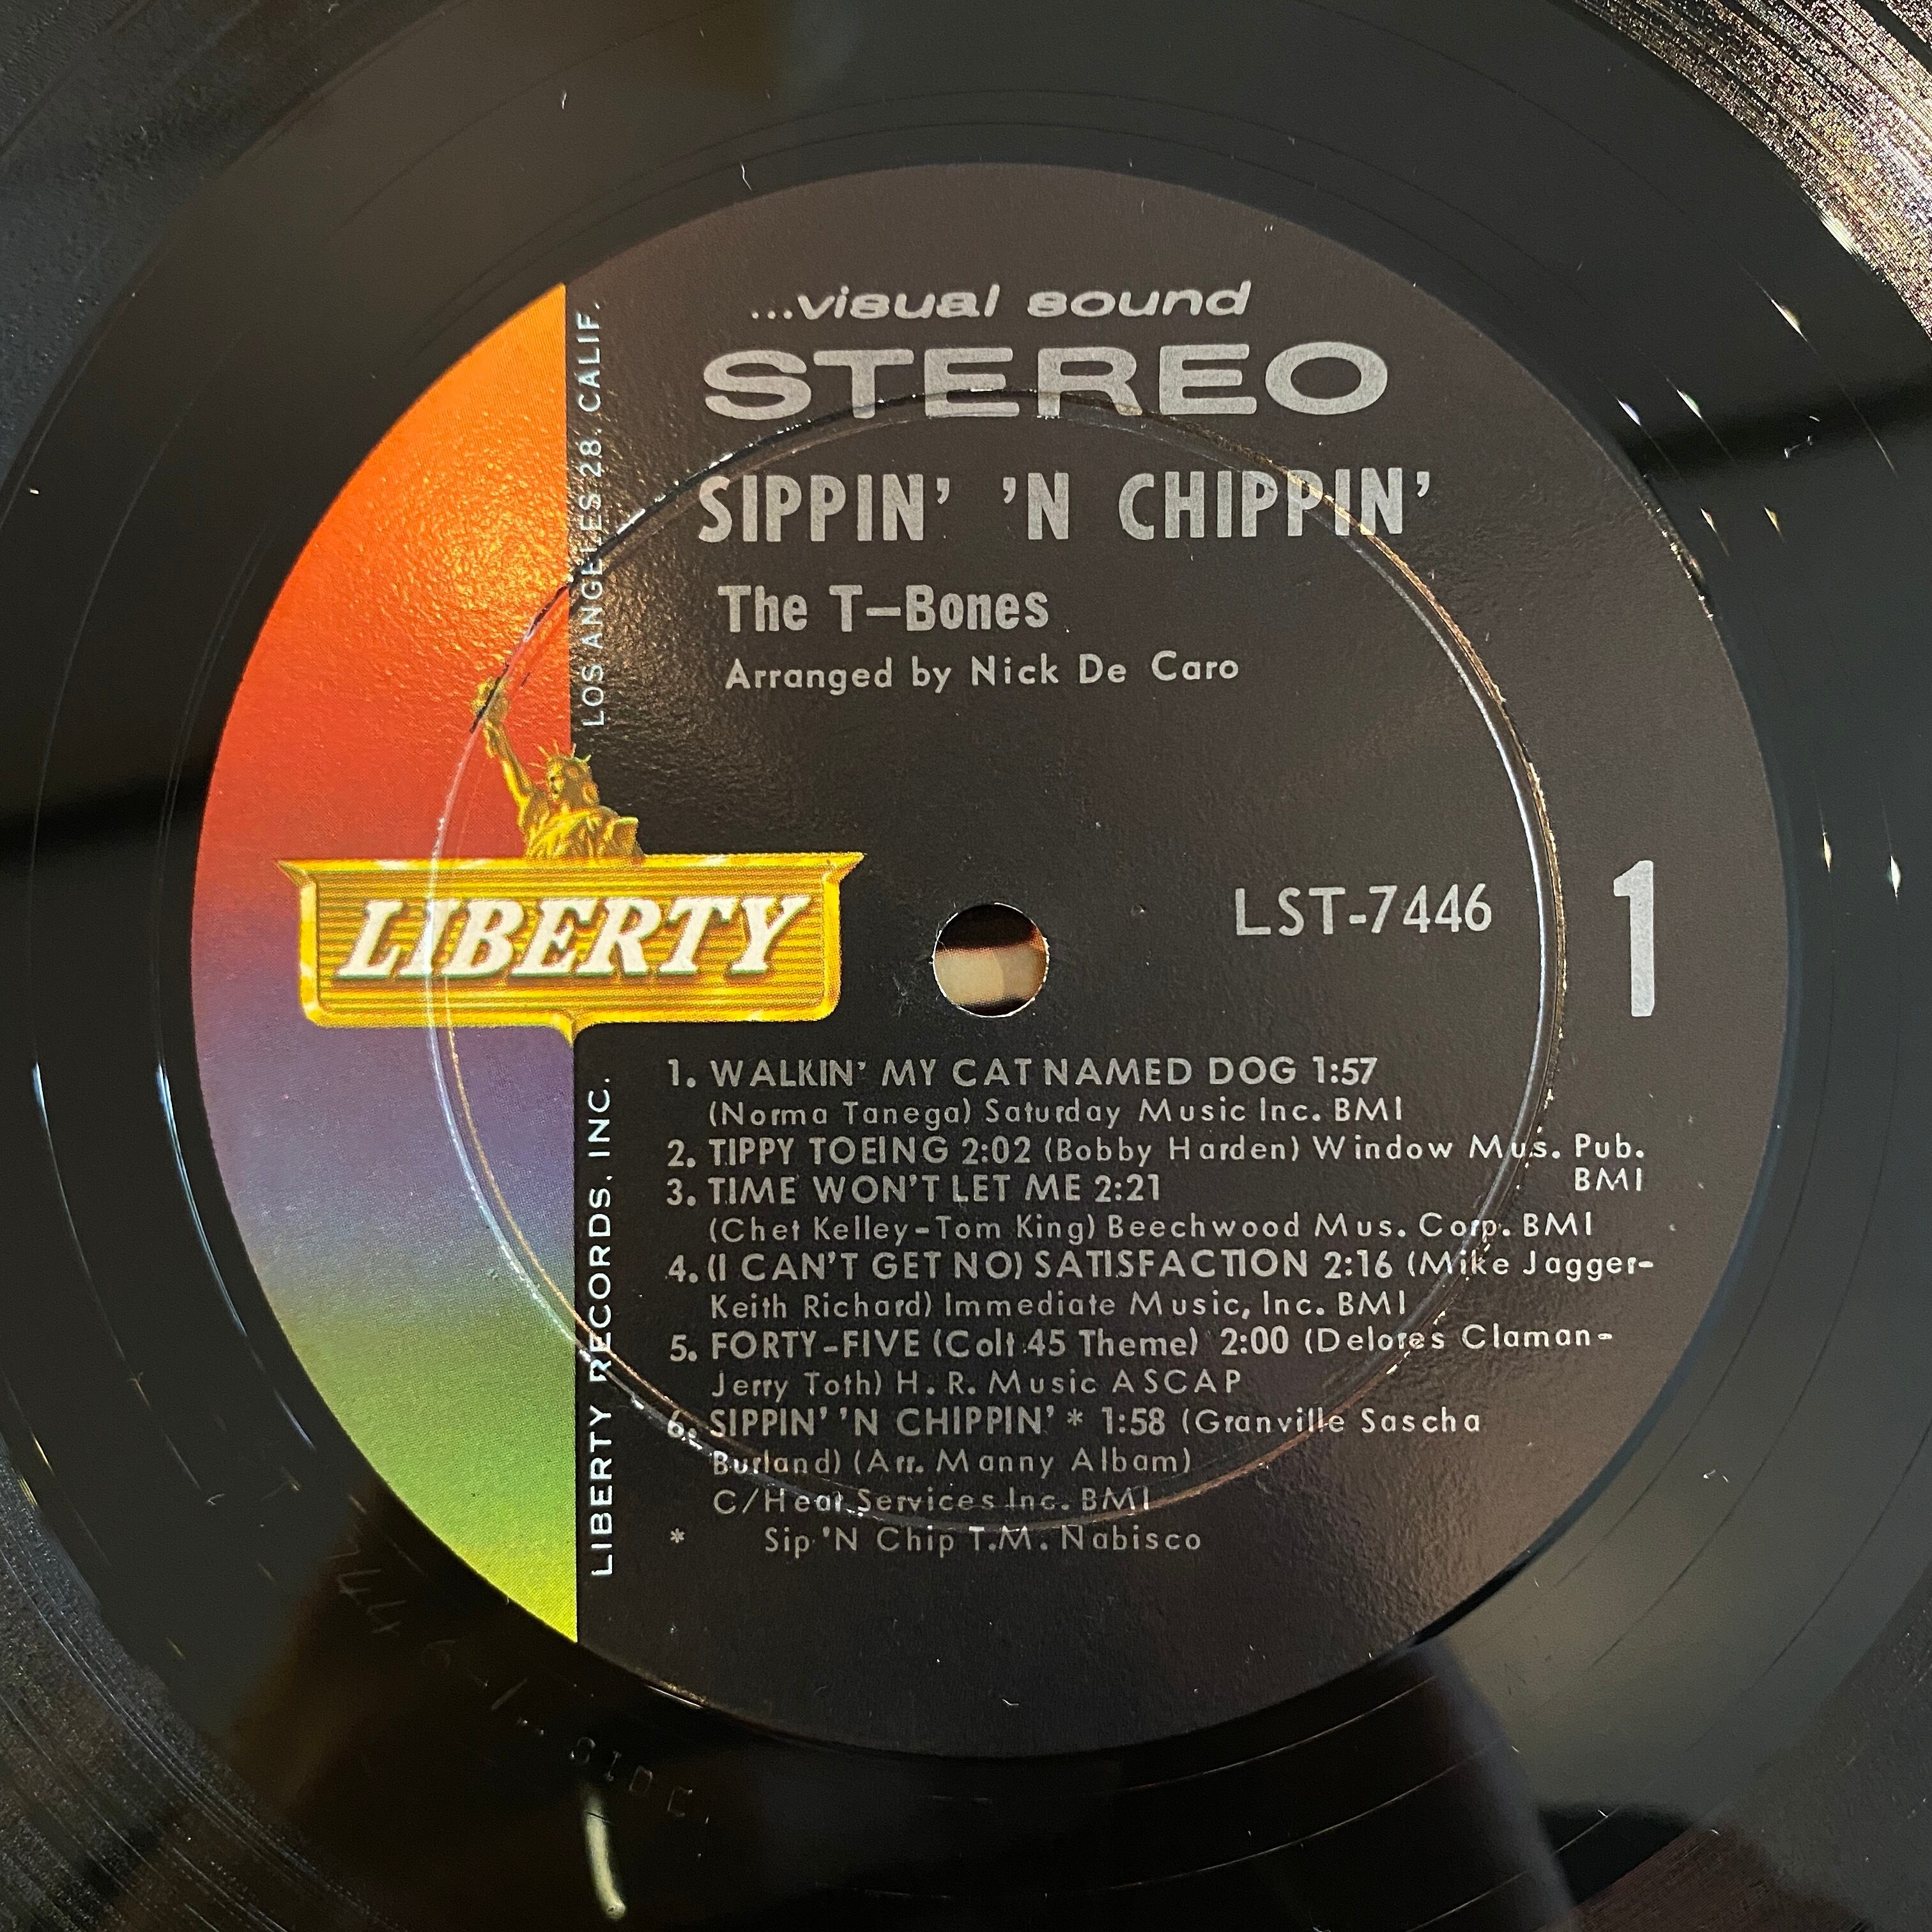 ...visual sound
STEREO
SIPPIN' 'N CHIPPIN'
The T-Bones
Arranged by Nick De Caro
LOS ANGELES 28, CALIF.
LIBERTY
LST-7446
1
LIBERTY RECORDS, INC.
1. WALKIN' MY CAT NAMED DOG 1:57
(Norma Tanega) Saturday Music Inc. BMI
2. TIPPY TOEING 2:02 (Bobby Harden) Window Mus. Pub.
BMI
3. TIME WON'T LET ME 2:21
(Chet Kelley-Tom King) Beechwood Mus. Corp. BMI
4. (I CAN'T GET NO) SATISFACTION 2:16 (Mike Jagger-
Keith Richard) Immediate Music, Inc. BMI
5. FORTY-FIVE (Colt 45 Theme) 2:00 (Delores Claman-
Jerry Toth) H. R. Music ASCAP
6. SIPPIN' 'N CHIPPIN' * 1:58 (Granville Sascha
Burland) (Arr. Manny Albam)
C/Hear Services Inc. BMI
* Sip 'N Chip T.M. Nabisco
SIDE